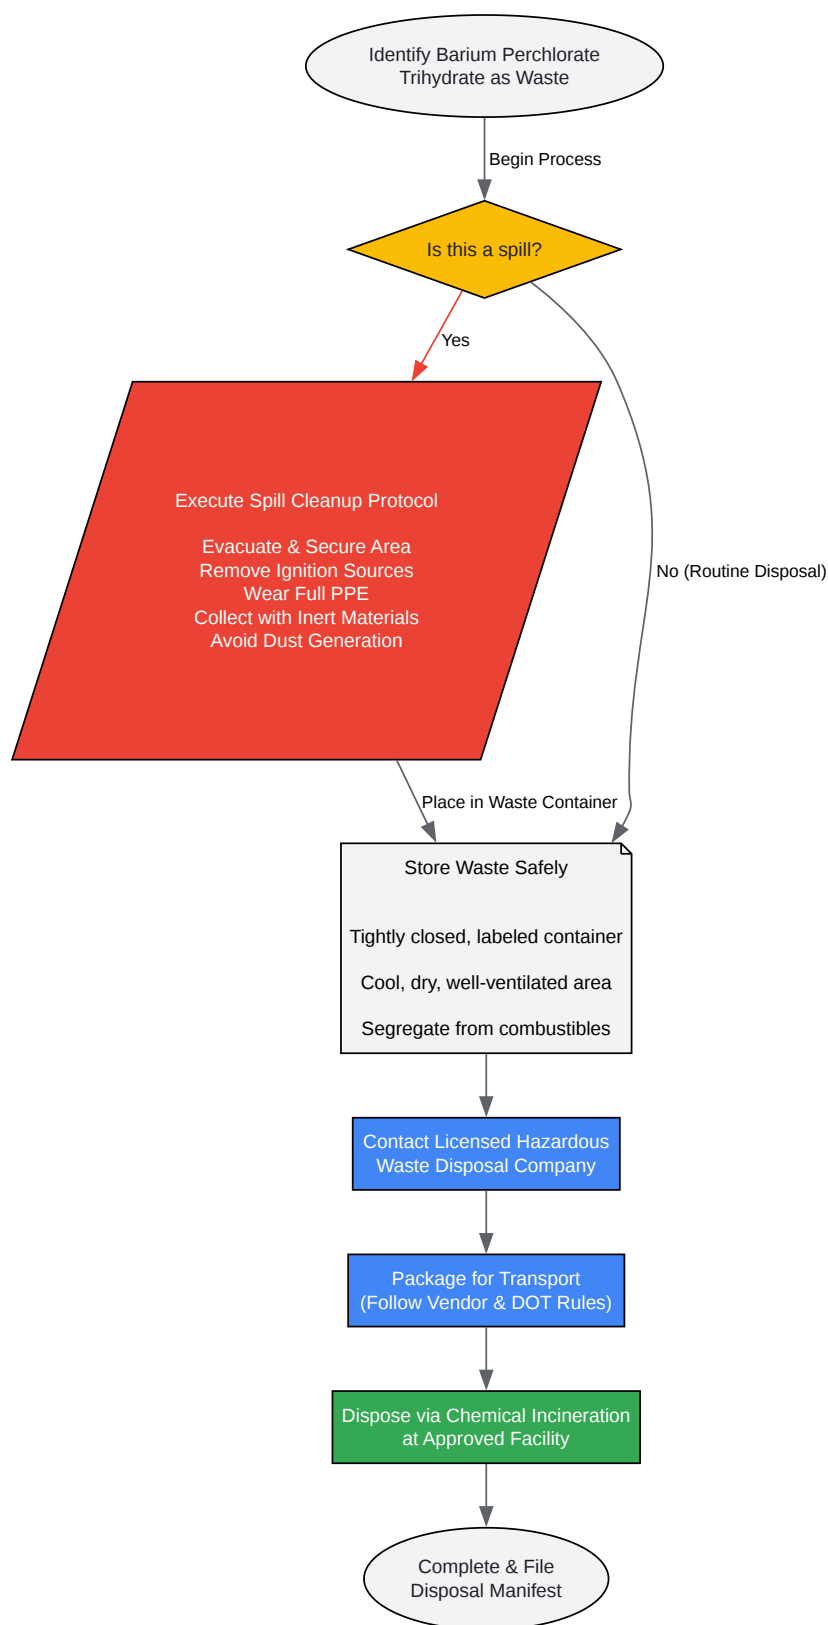 Identify Barium Perchlorate
Trihydrate as Waste
Begin Process
Is this a spill?
Yes
Execute Spill Cleanup Protocol
Evacuate & Secure Area
Remove Ignition Sources
Wear Full PPE
Collect with Inert Materials
Avoid Dust Generation
No (Routine Disposal)
Place in Waste Container
Store Waste Safely
Tightly closed, labeled container
Cool, dry, well-ventilated area
Segregate from combustibles
Contact Licensed Hazardous
Waste Disposal Company
Package for Transport
(Follow Vendor & DOT Rules)
Dispose via Chemical Incineration
at Approved Facility
Complete & File
Disposal Manifest